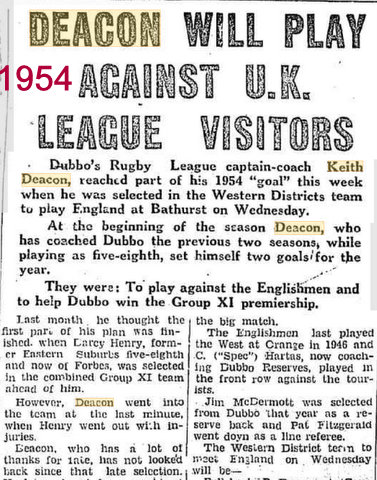 DEACON WILL PLAY
1954
AGAINST U.K.
LEAGUE VISITORS
Dubbo's Rugby League captain-coach Keith
Deacon, reached part of his 1954 "goal" this week
when he was selected in the Western Districts team
to play England at Bathurst on Wednesday.
At the beginning of the season Deacon, who
has coached Dubbo the previous two seasons, while
playing as five-eighth, set himself two goals for the
year.
They were: To play against the Englishmen and
to help Dubbo win the Group XI premiership.
Last month he thought the
first part of his plan was fin-
ished. when Darcy Henry, form-
er Eastern Suburbs five-eighth
and now of Forbes, was selected
in the combined Group XI team
ahead of him.
However, Deacon went into
the team at the last minute,
when Henry went out with in-
juries.
Deacon, who has a lot of
thanks for fate, has not looked
back since that late selection.
the big match.
The Englishmen last played
the West at Orange in 1946 and
C. ("Spec") Hartas, now coach-
ing Dubbo Reserves, played in
the front row against the tour-
ists.
Jim McDermott was selected
from Dubbo that year as a re-
serve back and Pat Fitzgerald
went down as a line referee.
The Western District team to
meet England on Wednesday
will be—